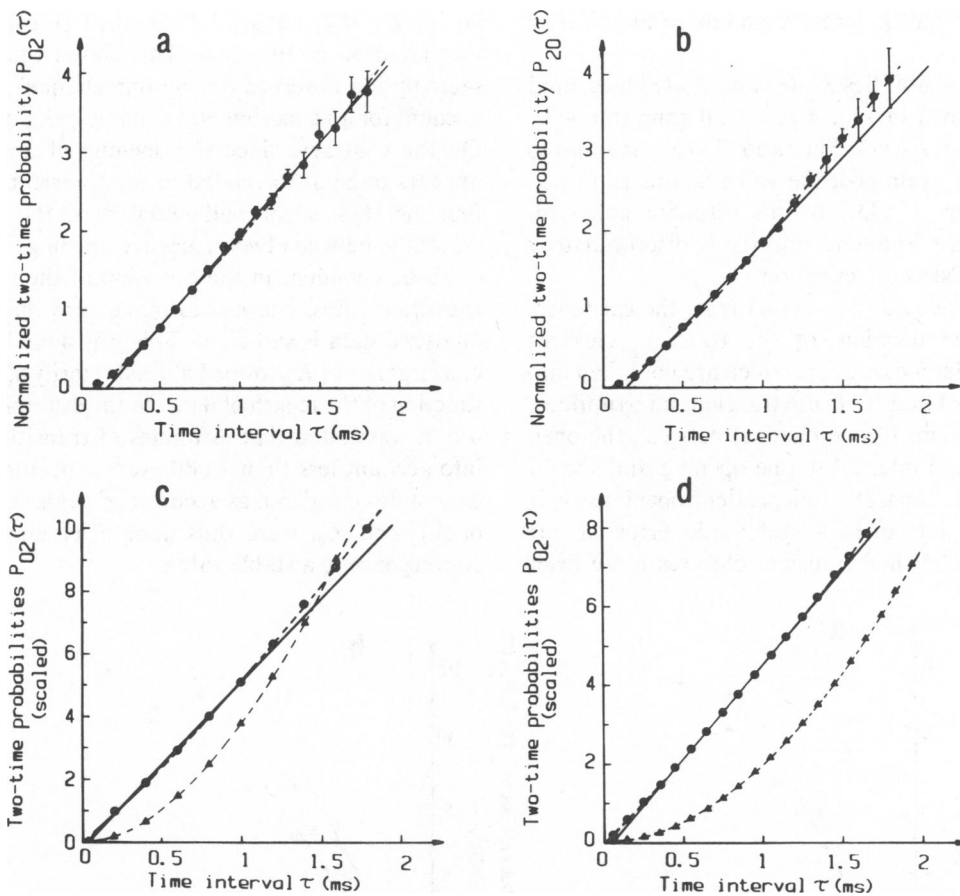 a
Normalized two-time probability P02(τ)
4
3
2
1
0
0 0.5 1 1.5 2
Time interval τ (ms)
b
Normalized two-time probability P20(τ)
4
3
2
1
0
0 0.5 1 1.5 2
Time interval τ (ms)
c
Two-time probabilities P02(τ)
(scaled)
10
8
6
4
2
0
0 0.5 1 1.5 2
Time interval τ (ms)
d
Two-time probabilities P02(τ)
(scaled)
8
6
4
2
0
0 0.5 1 1.5 2
Time interval τ (ms)